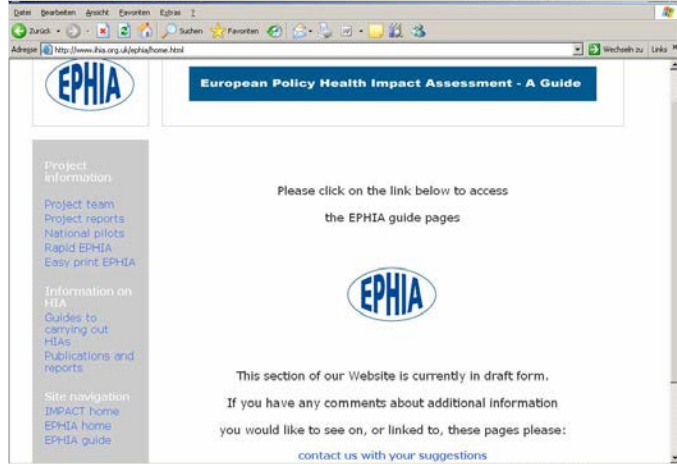 Datei Bearbeiten Ansicht Favoriten Extras ?
Zurück Suchen Favoriten
Adresse http://www.ihia.org.uk/ephia/home.html Wechseln zu Links
EPHIA
European Policy Health Impact Assessment - A Guide
Project
information
Project team
Project reports
National pilots
Rapid EPHIA
Easy print EPHIA
Information on
HIA
Guides to
carrying out
HIAs
Publications and
reports
Site navigation
IMPACT home
EPHIA home
EPHIA guide
Please click on the link below to access
the EPHIA guide pages
EPHIA
This section of our Website is currently in draft form.
If you have any comments about additional information
you would like to see on, or linked to, these pages please:
contact us with your suggestions